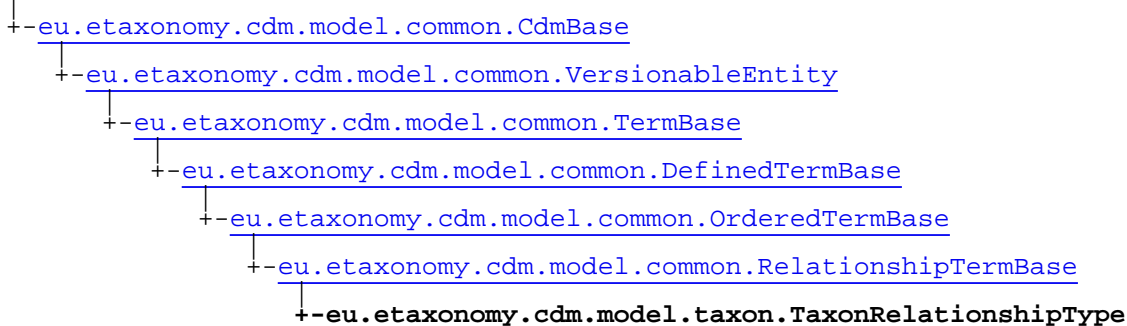 +-eu.etaxonomy.cdm.model.common.CdmBase
+-eu.etaxonomy.cdm.model.common.VersionableEntity
+-eu.etaxonomy.cdm.model.common.TermBase
+-eu.etaxonomy.cdm.model.common.DefinedTermBase
+-eu.etaxonomy.cdm.model.common.OrderedTermBase
+-eu.etaxonomy.cdm.model.common.RelationshipTermBase
+-eu.etaxonomy.cdm.model.taxon.TaxonRelationshipType